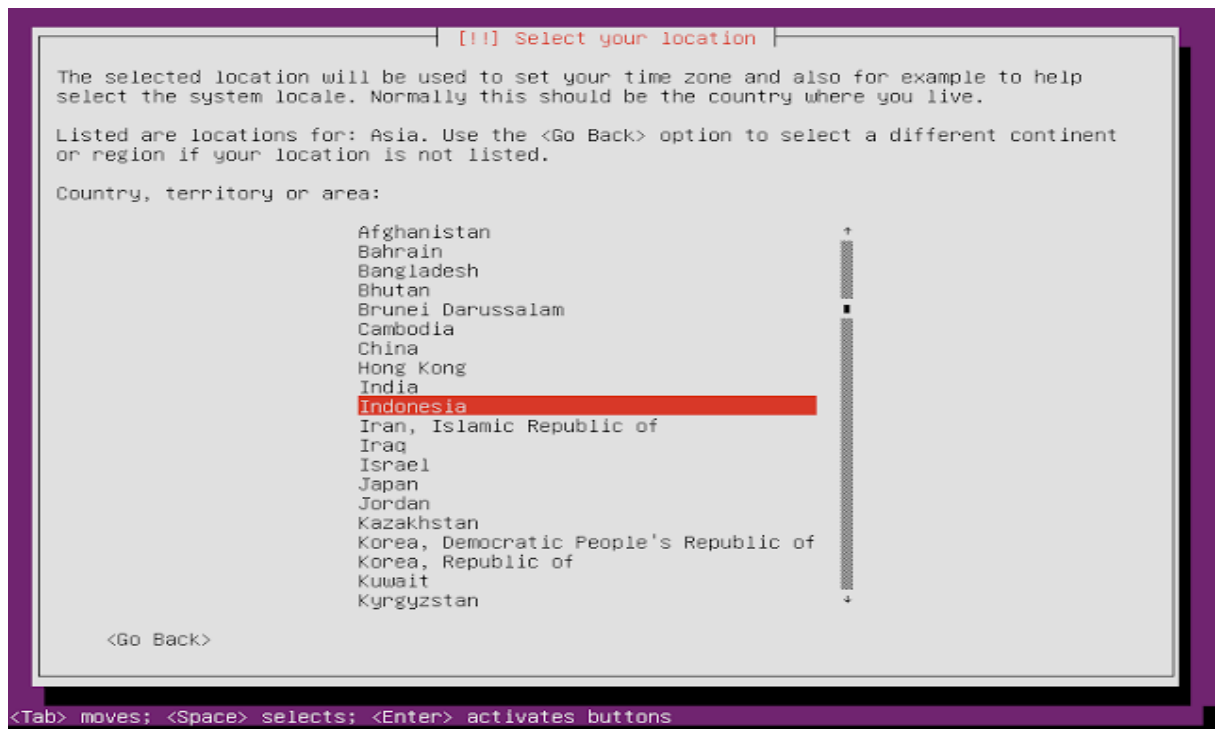 [!!] Select your location
The selected location will be used to set your time zone and also for example to help
select the system locale. Normally this should be the country where you live.
Listed are locations for: Asia. Use the <Go Back> option to select a different continent
or region if your location is not listed.
Country, territory or area:
Afghanistan
Bahrain
Bangladesh
Bhutan
Brunei Darussalam
Cambodia
China
Hong Kong
India
Indonesia
Iran, Islamic Republic of
Iraq
Israel
Japan
Jordan
Kazakhstan
Korea, Democratic People's Republic of
Korea, Republic of
Kuwait
Kyrgyzstan
<Go Back>
<Tab> moves; <Space> selects; <Enter> activates buttons